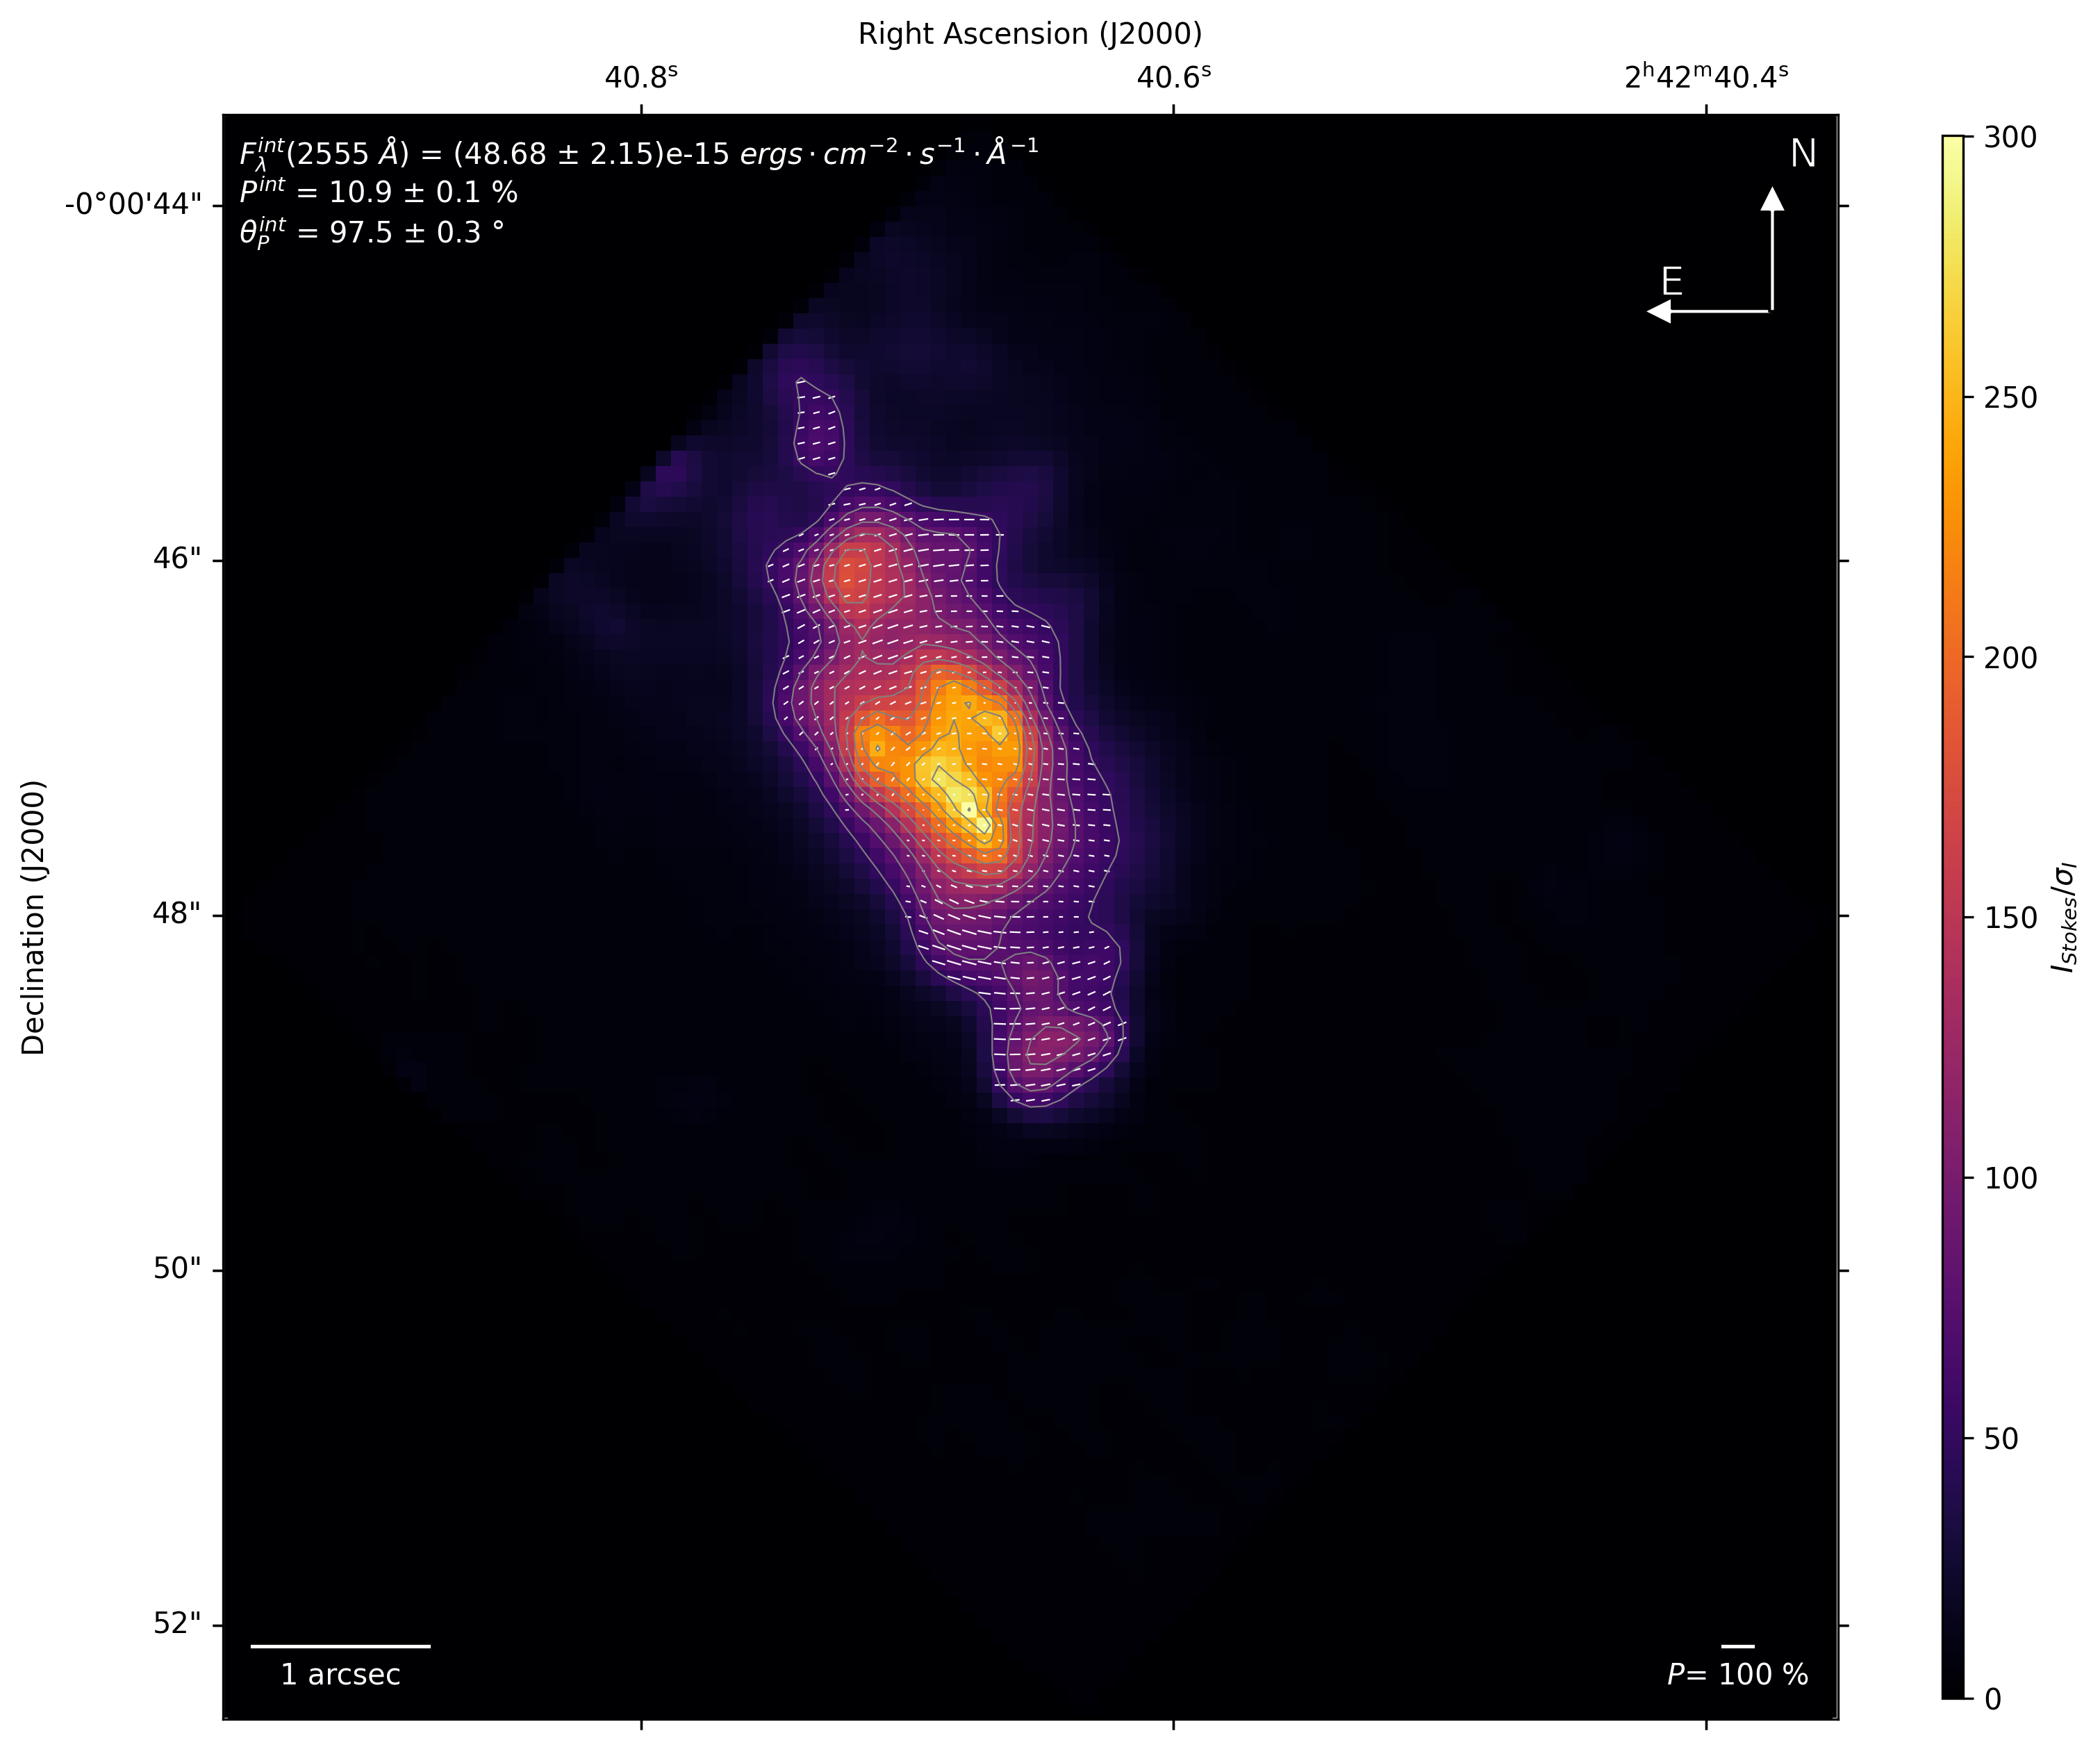 Right Ascension (J2000)
40.8ˢ 40.6ˢ 2ʰ42ᵐ40.4ˢ
F_λ^int(2555 Å) = (48.68 ± 2.15)e-15 ergs · cm⁻² · s⁻¹ · Å⁻¹
P^int = 10.9 ± 0.1 %
θ_P^int = 97.5 ± 0.3 °
N
E
Declination (J2000)
-0°00'44"
46"
48"
50"
52"
1 arcsec
P= 100 %
300
250
200
150
100
50
0
I_Stokes/σ_I